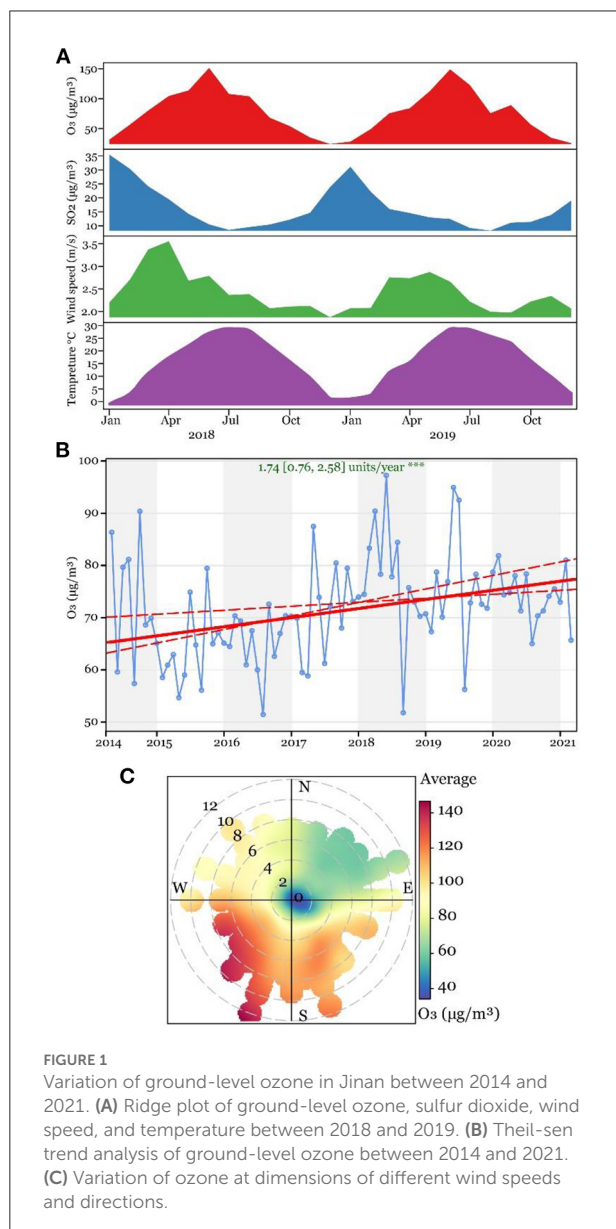 A
O3 (µg/m³)
150
100
50
SO2 (µg/m³)
35
30
25
20
15
10
Wind speed (m/s)
3.5
3.0
2.5
2.0
Tempreture °C
30
25
20
15
10
5
0
Jan Apr Jul Oct Jan Apr Jul Oct
2018 2019
B
1.74 [0.76, 2.58] units/year ***
O3 (µg/m³)
100
90
80
70
60
50
2014 2015 2016 2017 2018 2019 2020 2021
C
N
12
10
8
6
4
2
0
W
E
S
Average
140
120
100
80
60
40
O3 (µg/m³)
FIGURE 1
Variation of ground-level ozone in Jinan between 2014 and
2021. (A) Ridge plot of ground-level ozone, sulfur dioxide, wind
speed, and temperature between 2018 and 2019. (B) Theil-sen
trend analysis of ground-level ozone between 2014 and 2021.
(C) Variation of ozone at dimensions of different wind speeds
and directions.